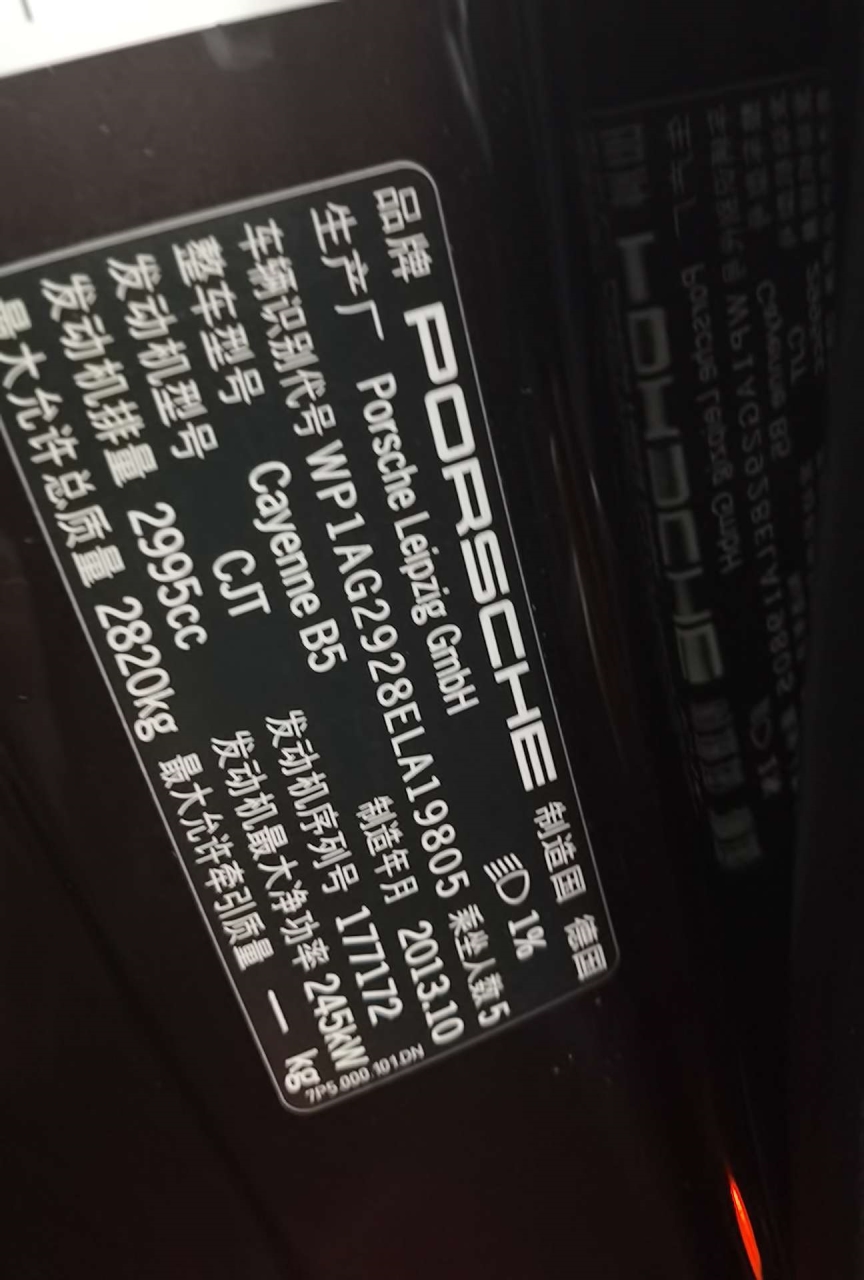 品牌 PORSCHE 制造国 德国
生产厂 Porsche Leipzig GmbH 1%
车辆识别代号 WP1AG2928ELA19805 乘坐人数 5
整车型号 Cayenne B5 制造年月 2013.10
发动机型号 CJT 发动机序列号 177172
发动机排量 2995cc 发动机最大净功率 245kW
最大允许总质量 2820kg 最大允许牵引质量 — kg
7P5.000.101.DN